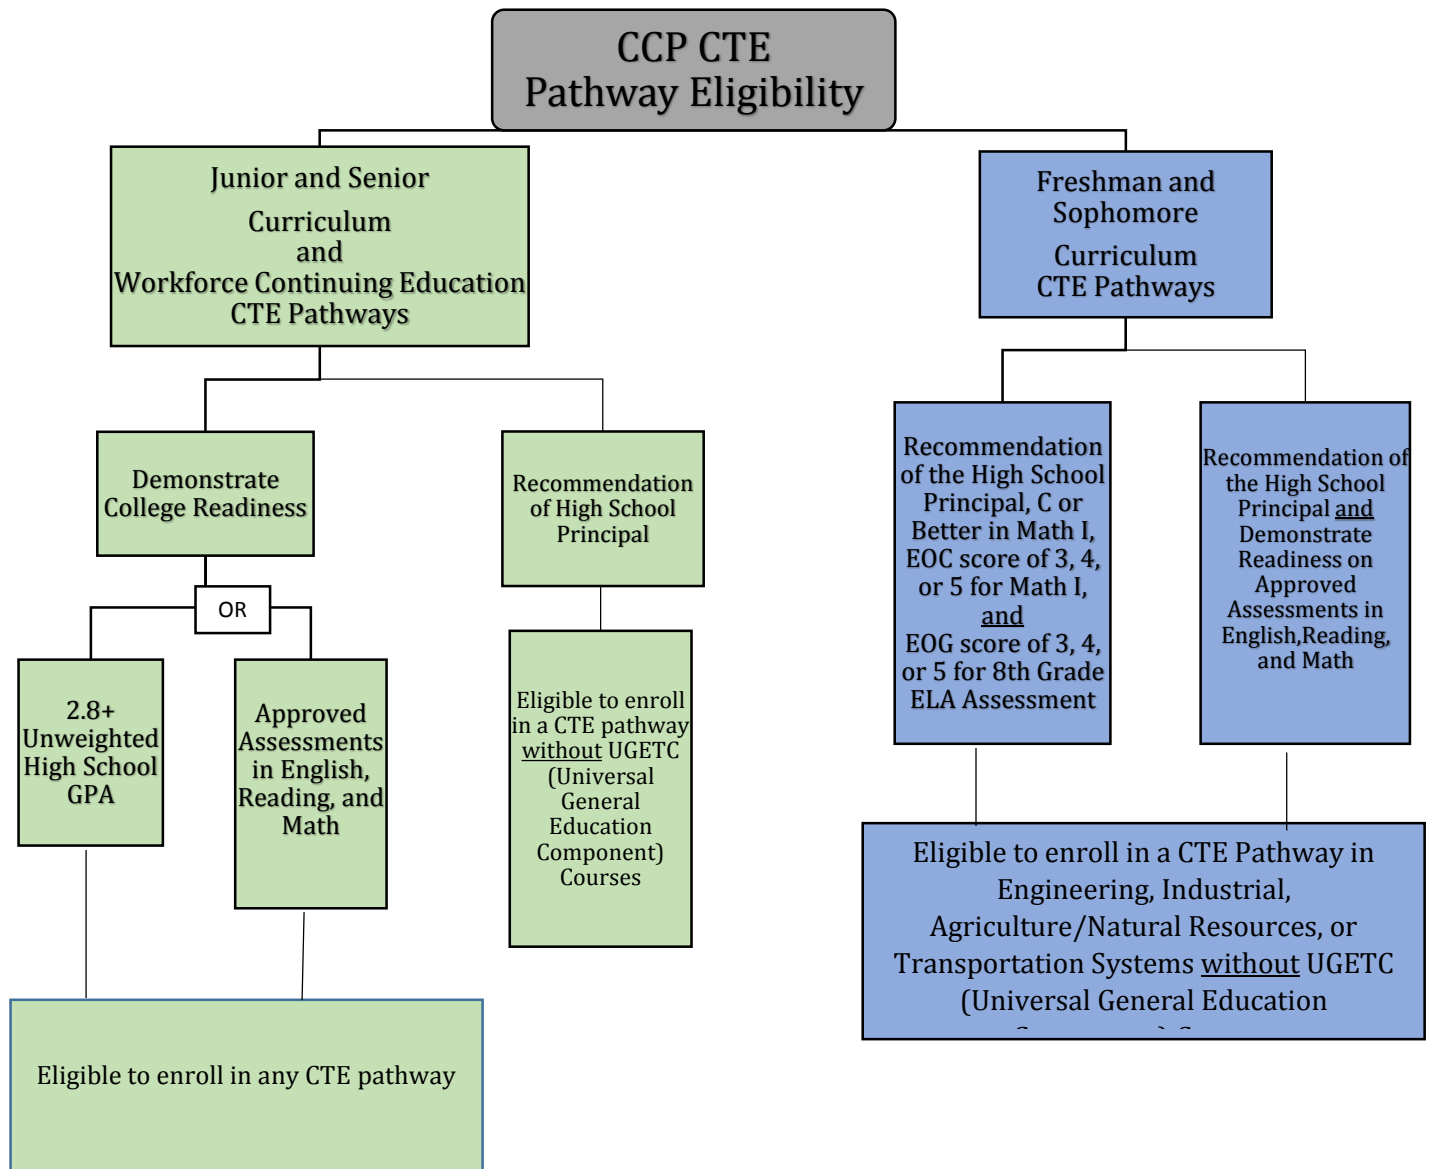 CCP CTE
Pathway Eligibility
Junior and Senior
Curriculum
and
Workforce Continuing Education
CTE Pathways
Freshman and
Sophomore
Curriculum
CTE Pathways
Demonstrate
College Readiness
Recommendation
of High School
Principal
Recommendation
of the High School
Principal, C or
Better in Math I,
EOC score of 3, 4,
or 5 for Math I,
and
EOG score of 3, 4,
or 5 for 8th Grade
ELA Assessment
Recommendation of
the High School
Principal and
Demonstrate
Readiness on
Approved
Assessments in
English,Reading,
and Math
OR
2.8+
Unweighted
High School
GPA
Approved
Assessments
in English,
Reading, and
Math
Eligible to enroll
in a CTE pathway
without UGETC
(Universal
General
Education
Component)
Courses
Eligible to enroll in a CTE Pathway in
Engineering, Industrial,
Agriculture/Natural Resources, or
Transportation Systems without UGETC
(Universal General Education
Eligible to enroll in any CTE pathway